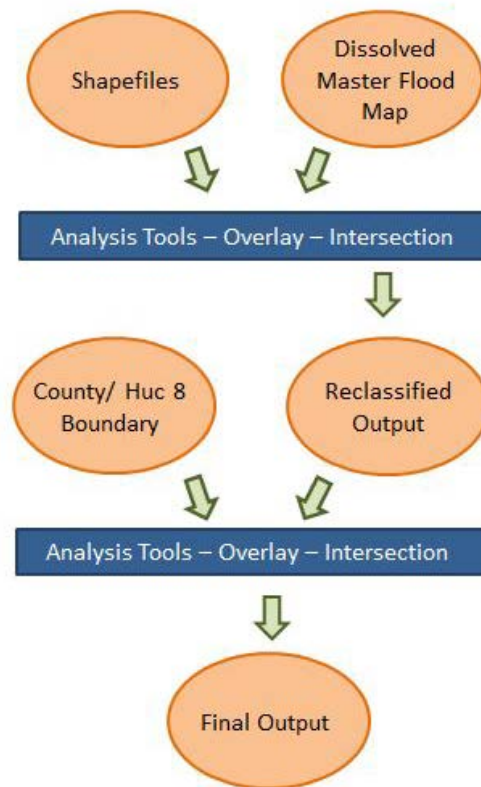 Shapefiles
Dissolved
Master Flood
Map
Analysis Tools – Overlay – Intersection
County/ Huc 8
Boundary
Reclassified
Output
Analysis Tools – Overlay – Intersection
Final Output